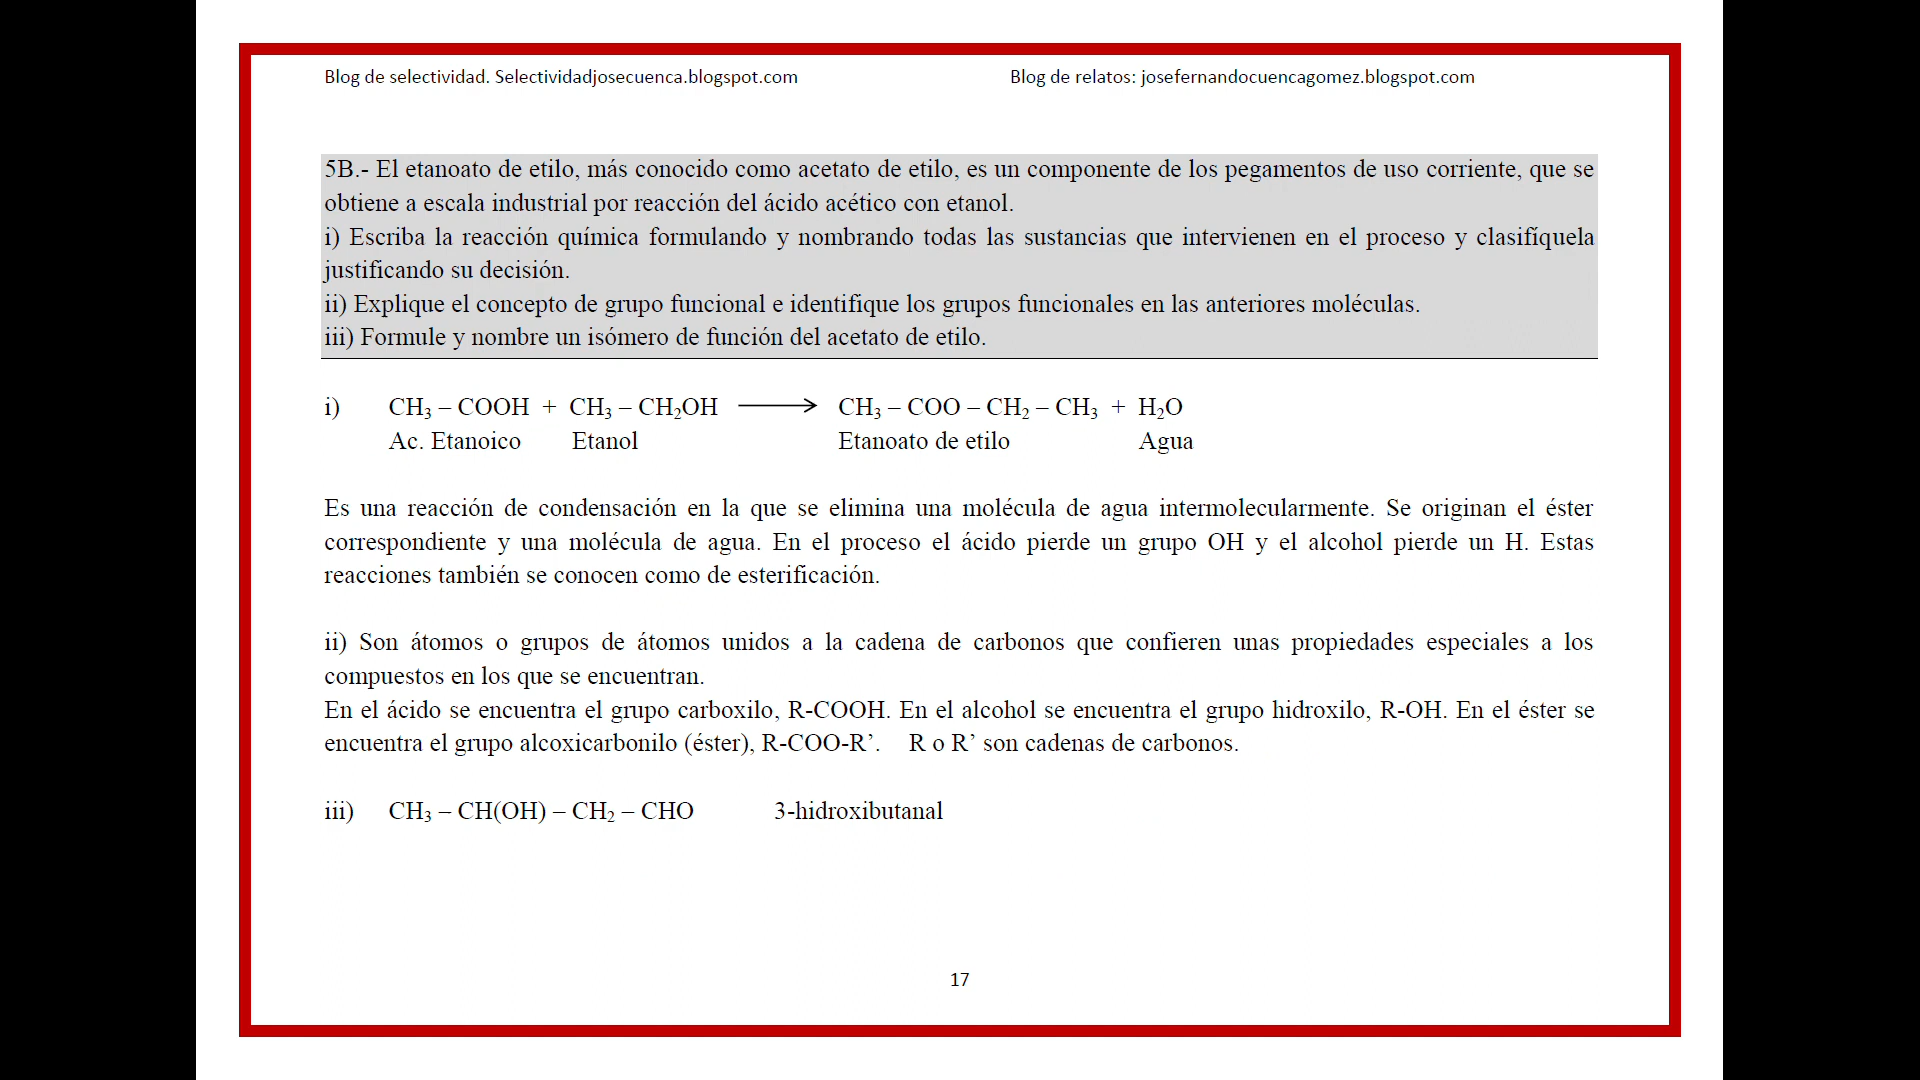 Blog de selectividad. Selectividadjosecuenca.blogspot.com Blog de relatos: josefernandocuencagomez.blogspot.com
5B.- El etanoato de etilo, más conocido como acetato de etilo, es un componente de los pegamentos de uso corriente, que se
obtiene a escala industrial por reacción del ácido acético con etanol.
i) Escriba la reacción química formulando y nombrando todas las sustancias que intervienen en el proceso y clasifíquela
justificando su decisión.
ii) Explique el concepto de grupo funcional e identifique los grupos funcionales en las anteriores moléculas.
iii) Formule y nombre un isómero de función del acetato de etilo.
i) CH₃ – COOH + CH₃ – CH₂OH ⟶ CH₃ – COO – CH₂ – CH₃ + H₂O
Ac. Etanoico Etanol Etanoato de etilo Agua
Es una reacción de condensación en la que se elimina una molécula de agua intermolecularmente. Se originan el éster
correspondiente y una molécula de agua. En el proceso el ácido pierde un grupo OH y el alcohol pierde un H. Estas
reacciones también se conocen como de esterificación.
ii) Son átomos o grupos de átomos unidos a la cadena de carbonos que confieren unas propiedades especiales a los
compuestos en los que se encuentran.
En el ácido se encuentra el grupo carboxilo, R-COOH. En el alcohol se encuentra el grupo hidroxilo, R-OH. En el éster se
encuentra el grupo alcoxicarbonilo (éster), R-COO-R’. R o R’ son cadenas de carbonos.
iii) CH₃ – CH(OH) – CH₂ – CHO 3-hidroxibutanal
17